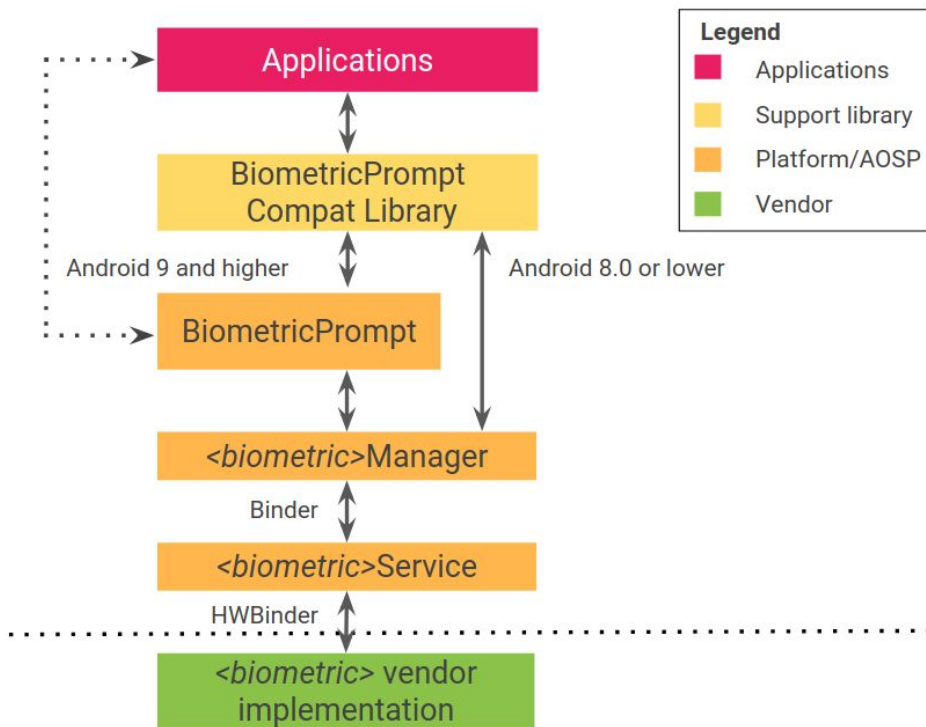 Applications
BiometricPrompt
Compat Library
Android 9 and higher
Android 8.0 or lower
BiometricPrompt
<biometric>Manager
Binder
<biometric>Service
HWBinder
<biometric> vendor
implementation
Legend
Applications
Support library
Platform/AOSP
Vendor